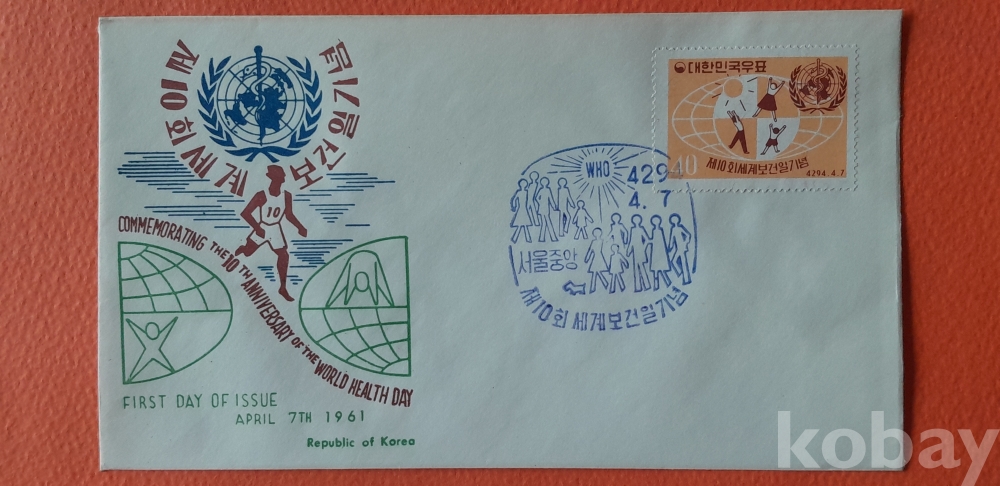 제10회 세계 보건일 기념
10
COMMEMORATING THE 10TH ANNIVERSARY OF THE WORLD HEALTH DAY
FIRST DAY OF ISSUE
APRIL 7TH 1961
Republic of Korea
대한민국우표
40
제10회세계보건일기념
4294.4.7
WHO
4294
4. 7
서울중앙
제10회 세계보건일기념
kobay